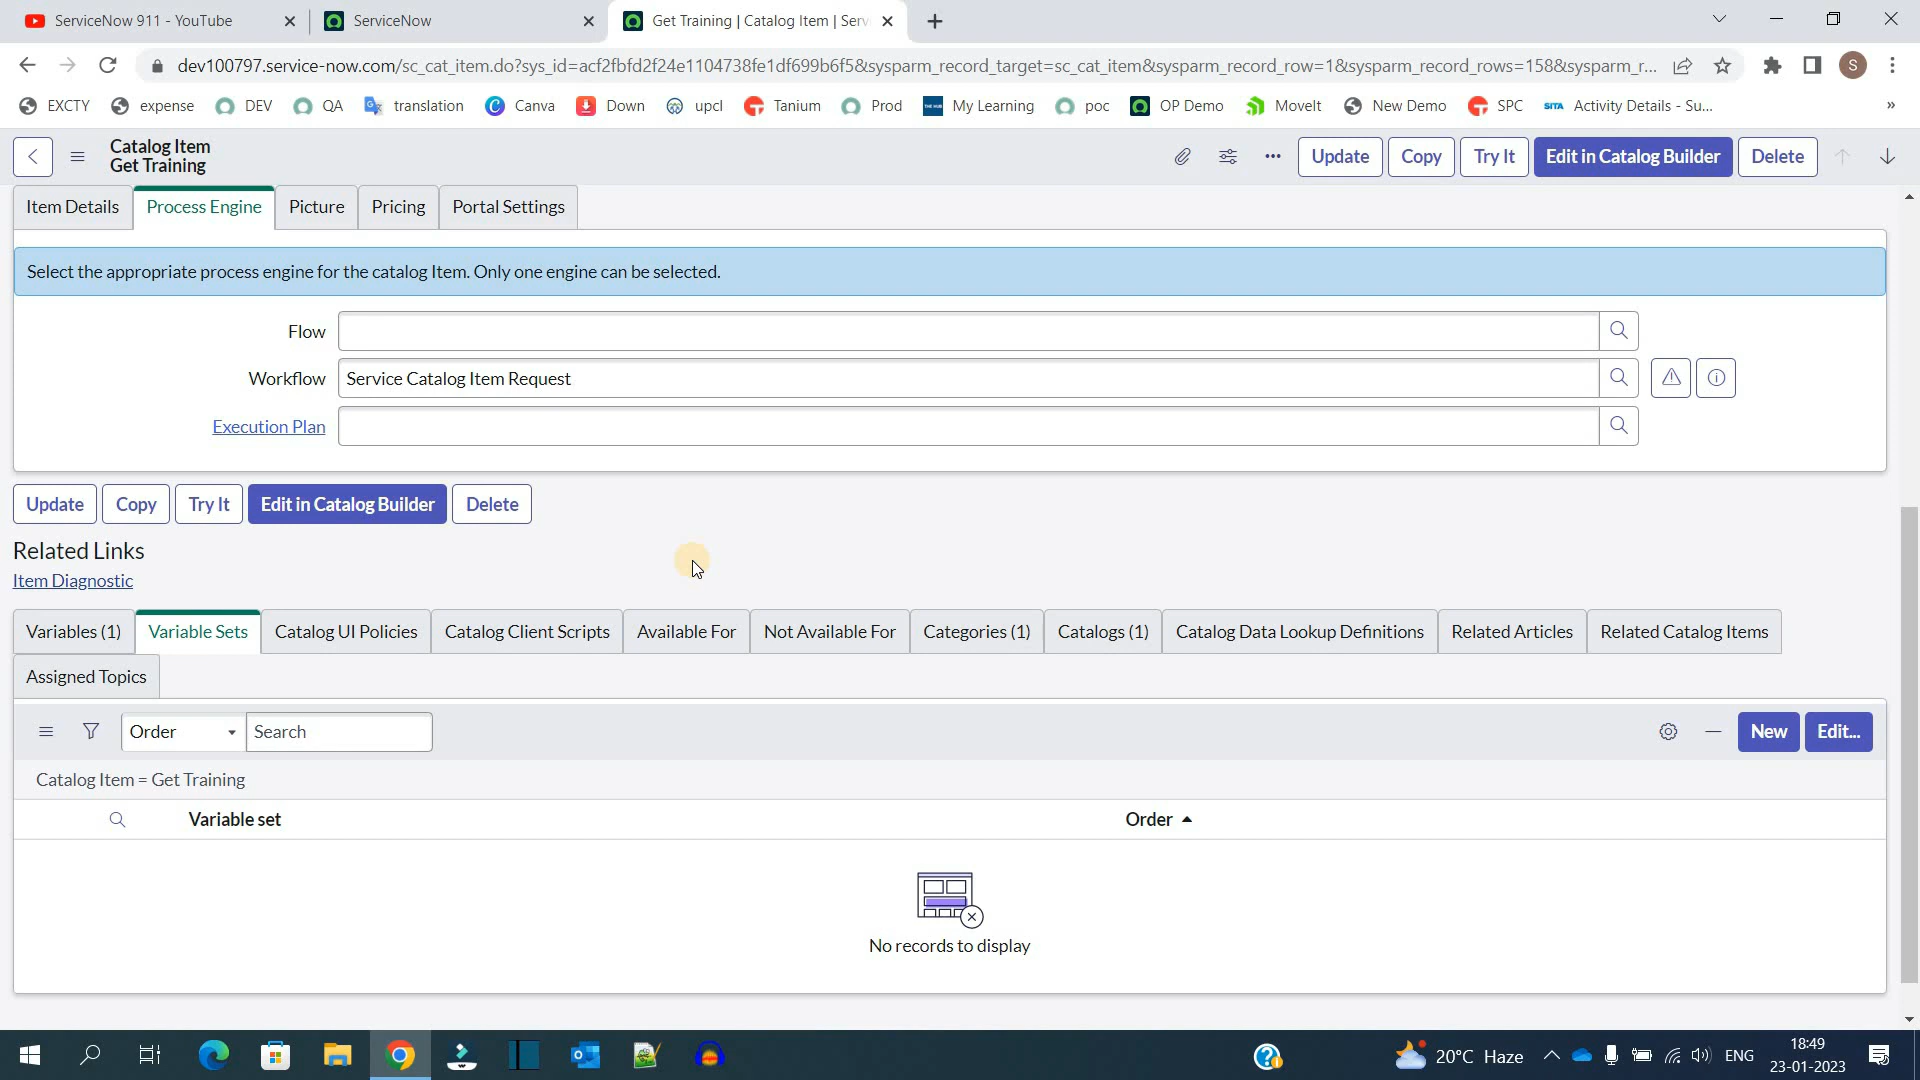 ServiceNow 911 - YouTube
ServiceNow
Get Training | Catalog Item | Serv
dev100797.service-now.com/sc_cat_item.do?sys_id=acf2fbfd2f24e1104738fe1df699b6f5&sysparm_record_target=sc_cat_item&sysparm_record_row=1&sysparm_record_rows=158&sysparm_r...
S
EXCTY expense DEV QA translation Canva Down upcl Tanium Prod My Learning poc OP Demo MoveIt New Demo SPC SITA Activity Details - Su... »
Catalog Item
Get Training
Update Copy Try It Edit in Catalog Builder Delete
Item Details Process Engine Picture Pricing Portal Settings
Select the appropriate process engine for the catalog Item. Only one engine can be selected.
Flow
Workflow Service Catalog Item Request
Execution Plan
Update Copy Try It Edit in Catalog Builder Delete
Related Links
Item Diagnostic
Variables (1) Variable Sets Catalog UI Policies Catalog Client Scripts Available For Not Available For Categories (1) Catalogs (1) Catalog Data Lookup Definitions Related Articles Related Catalog Items
Assigned Topics
Order Search New Edit...
Catalog Item = Get Training
Variable set Order
No records to display
20°C Haze ENG
18:49
23-01-2023